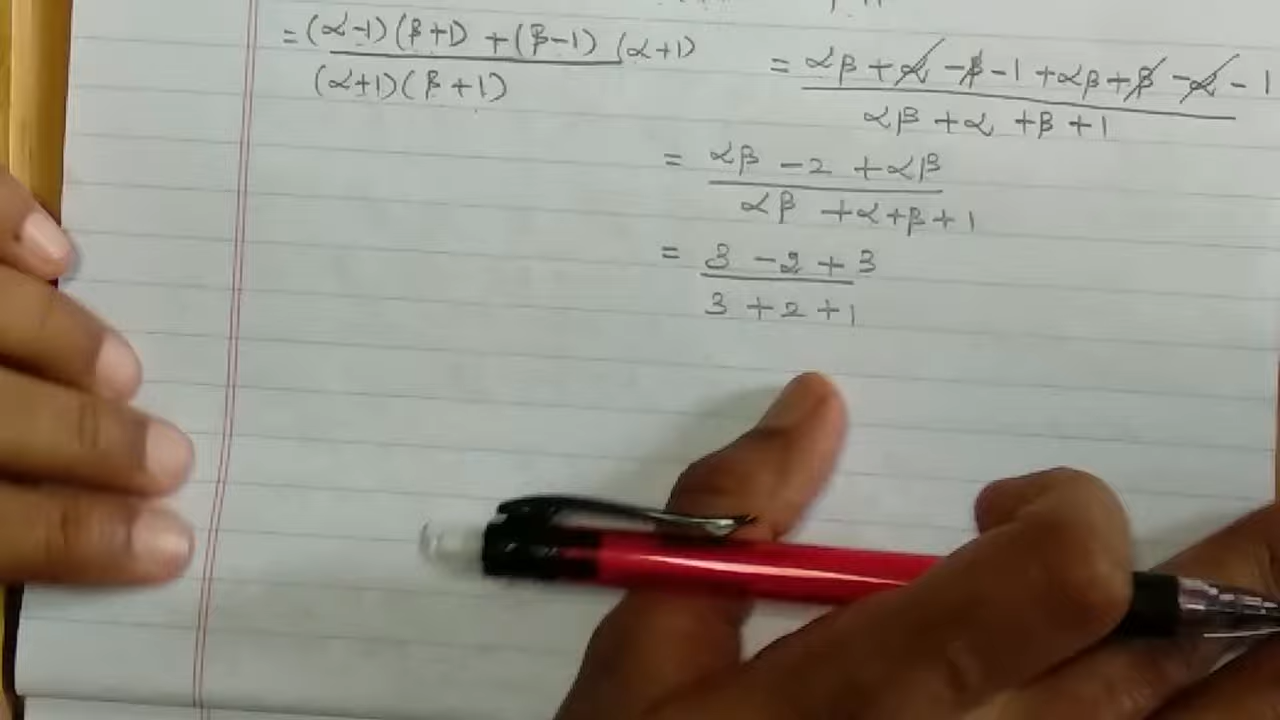 = (α-1)(β+1) + (β-1)(α+1)
(α+1)(β+1)
= αβ + α - β - 1 + αβ + β - α - 1
αβ + α + β + 1
= αβ - 2 + αβ
αβ + α + β + 1
= 3 - 2 + 3
3 + 2 + 1